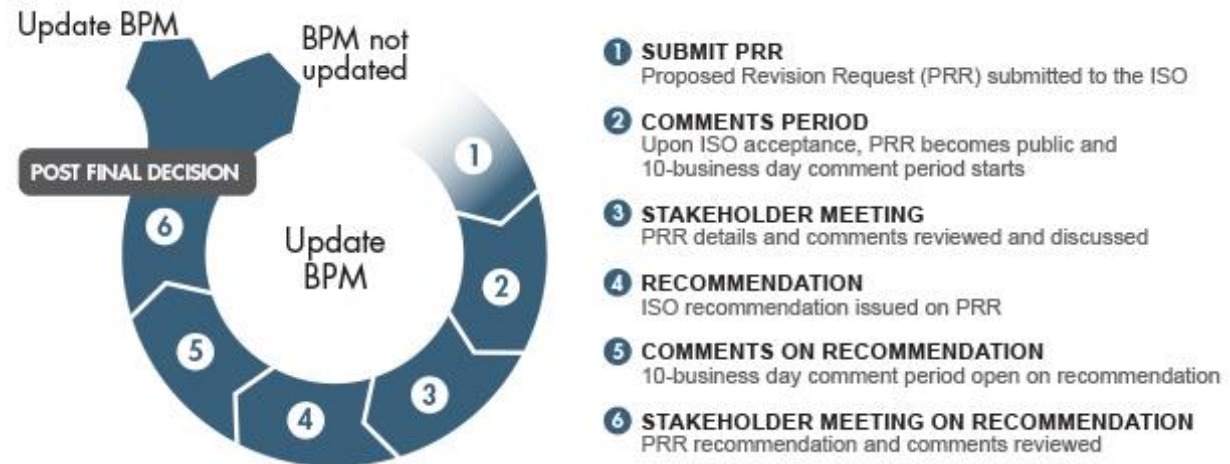 Update BPM
BPM not
updated
POST FINAL DECISION
Update
BPM
1
2
3
4
5
6
1 SUBMIT PRR
Proposed Revision Request (PRR) submitted to the ISO
2 COMMENTS PERIOD
Upon ISO acceptance, PRR becomes public and
10-business day comment period starts
3 STAKEHOLDER MEETING
PRR details and comments reviewed and discussed
4 RECOMMENDATION
ISO recommendation issued on PRR
5 COMMENTS ON RECOMMENDATION
10-business day comment period open on recommendation
6 STAKEHOLDER MEETING ON RECOMMENDATION
PRR recommendation and comments reviewed